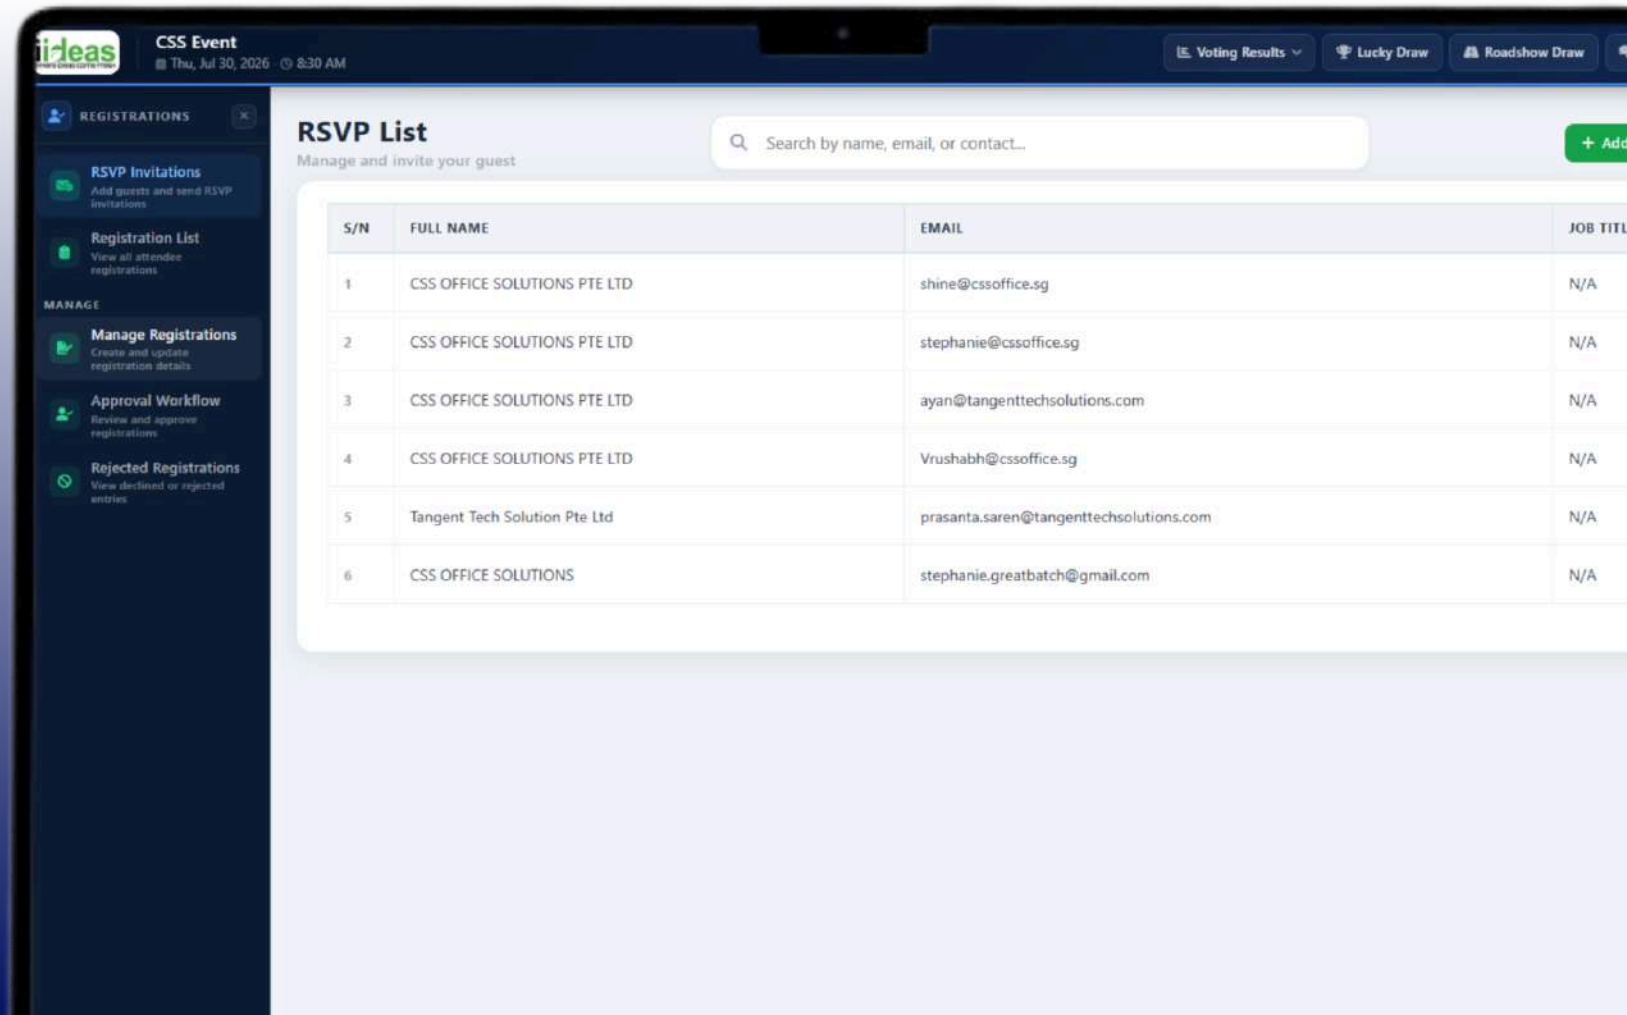 iideas
CSS Event
Thu, Jul 30, 2026 8:30 AM
Voting Results
Lucky Draw
Roadshow Draw
REGISTRATIONS
RSVP Invitations
Add guests and send RSVP
invitations
Registration List
View all attendee
registrations
MANAGE
Manage Registrations
Create and update
registration details
Approval Workflow
Review and approve
registrations
Rejected Registrations
View declined or rejected
entries
RSVP List
Manage and invite your guest
Search by name, email, or contact...
+ Add
S/N FULL NAME EMAIL JOB TITL
1 CSS OFFICE SOLUTIONS PTE LTD shine@cssoffice.sg N/A
2 CSS OFFICE SOLUTIONS PTE LTD stephanie@cssoffice.sg N/A
3 CSS OFFICE SOLUTIONS PTE LTD ayan@tangenttechsolutions.com N/A
4 CSS OFFICE SOLUTIONS PTE LTD Vrushabh@cssoffice.sg N/A
5 Tangent Tech Solution Pte Ltd prasanta.saren@tangenttechsolutions.com N/A
6 CSS OFFICE SOLUTIONS stephanie.greatbatch@gmail.com N/A